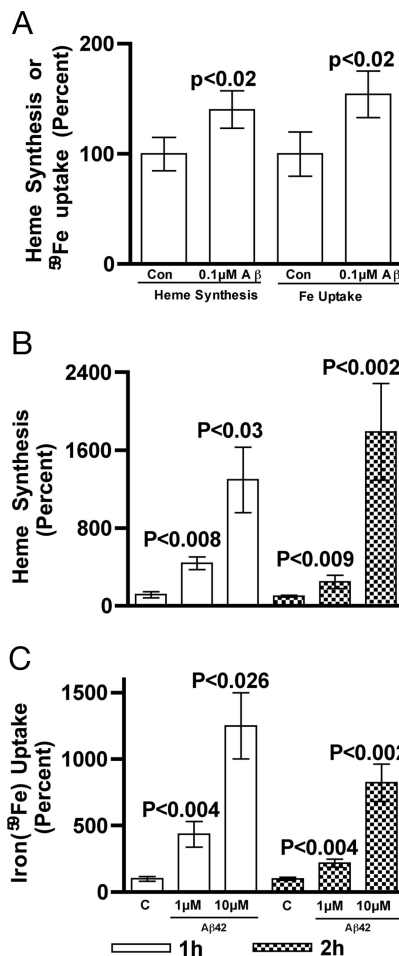 A
Heme Synthesis or
⁵⁹Fe uptake (Percent)
200
100
0
p<0.02
p<0.02
Con 0.1µM A β Con 0.1µM A β
Heme Synthesis Fe Uptake
B
Heme Synthesis
(Percent)
2400
1600
800
0
P<0.008
P<0.03
P<0.009
P<0.002
C
Iron(⁵⁹Fe) Uptake
(Percent)
1500
1000
500
0
P<0.004
P<0.026
P<0.004
P<0.002
C 1µM 10µM C 1µM 10µM
Aβ42 Aβ42
1h 2h